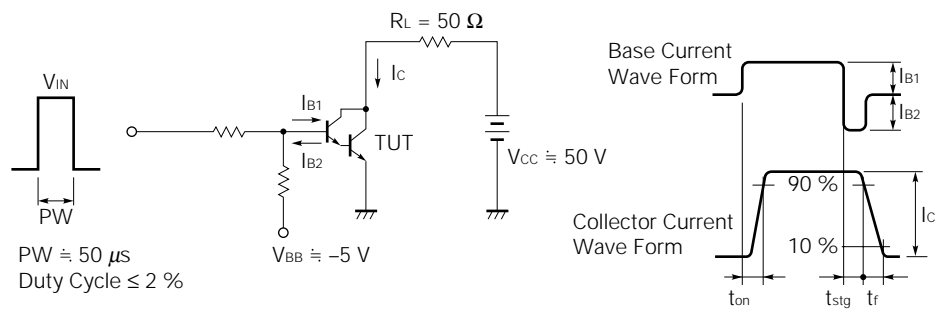 RL = 50 Ω
VIN
IC
IB1
IB2
TUT
VCC ≒ 50 V
PW
VBB ≒ –5 V
PW ≒ 50 μs
Duty Cycle ≤ 2 %
Base Current
Wave Form
IB1
IB2
90 %
Collector Current
Wave Form
10 %
IC
ton
tstg
tf